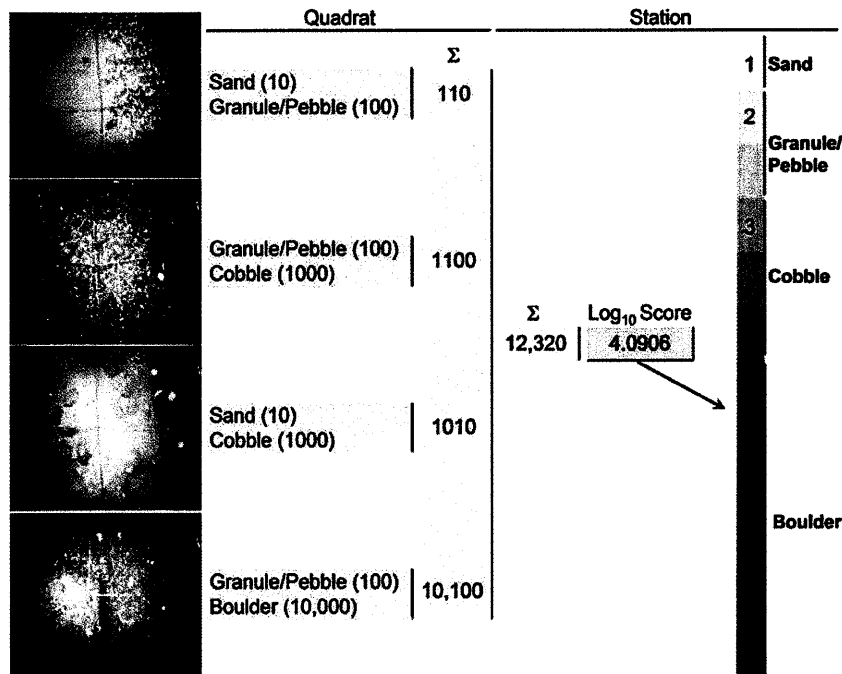 Quadrat
Station
Σ
Sand (10)
Granule/Pebble (100)
110
Granule/Pebble (100)
Cobble (1000)
1100
Sand (10)
Cobble (1000)
1010
Granule/Pebble (100)
Boulder (10,000)
10,100
Σ
12,320
Log₁₀ Score
4.0906
1
Sand
2
Granule/
Pebble
3
Cobble
Boulder